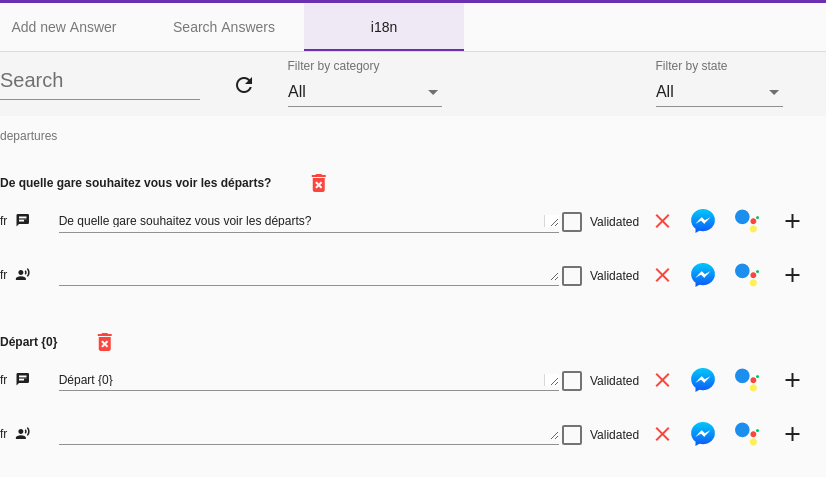 Add new Answer Search Answers i18n
Filter by category Filter by state
Search All All
departures
De quelle gare souhaitez vous voir les départs?
fr De quelle gare souhaitez vous voir les départs? Validated
fr Validated
Départ {0}
fr Départ {0} Validated
fr Validated